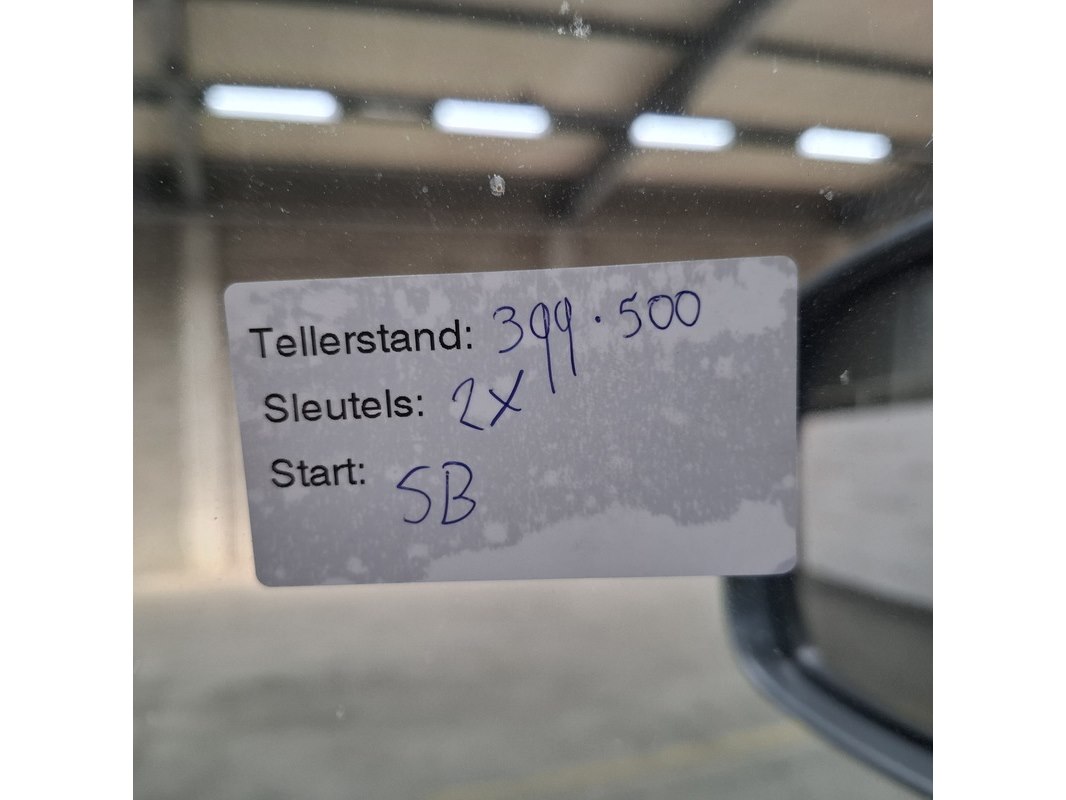 Tellerstand: 399.500
Sleutels: 2x
Start: SB